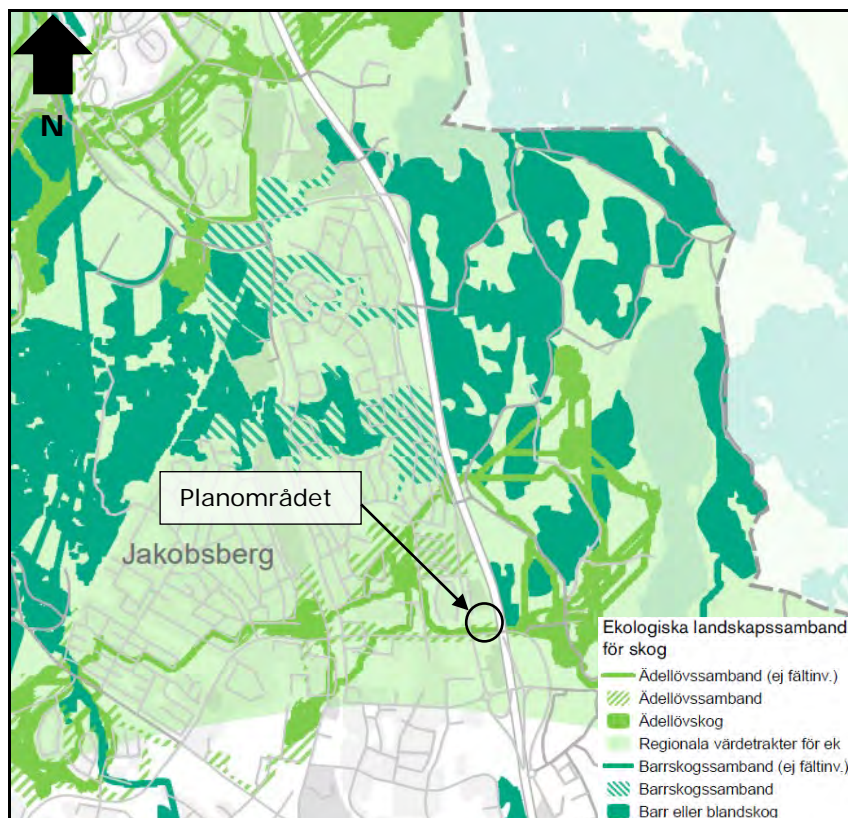 N
Planområdet
Jakobsberg
Ekologiska landskapssamband
för skog
Ädellövssamband (ej fältinv.)
Ädellövssamband
Ädellövskog
Regionala värdetrakter för ek
Barrskogssamband (ej fältinv.)
Barrskogssamband
Barr eller blandskog